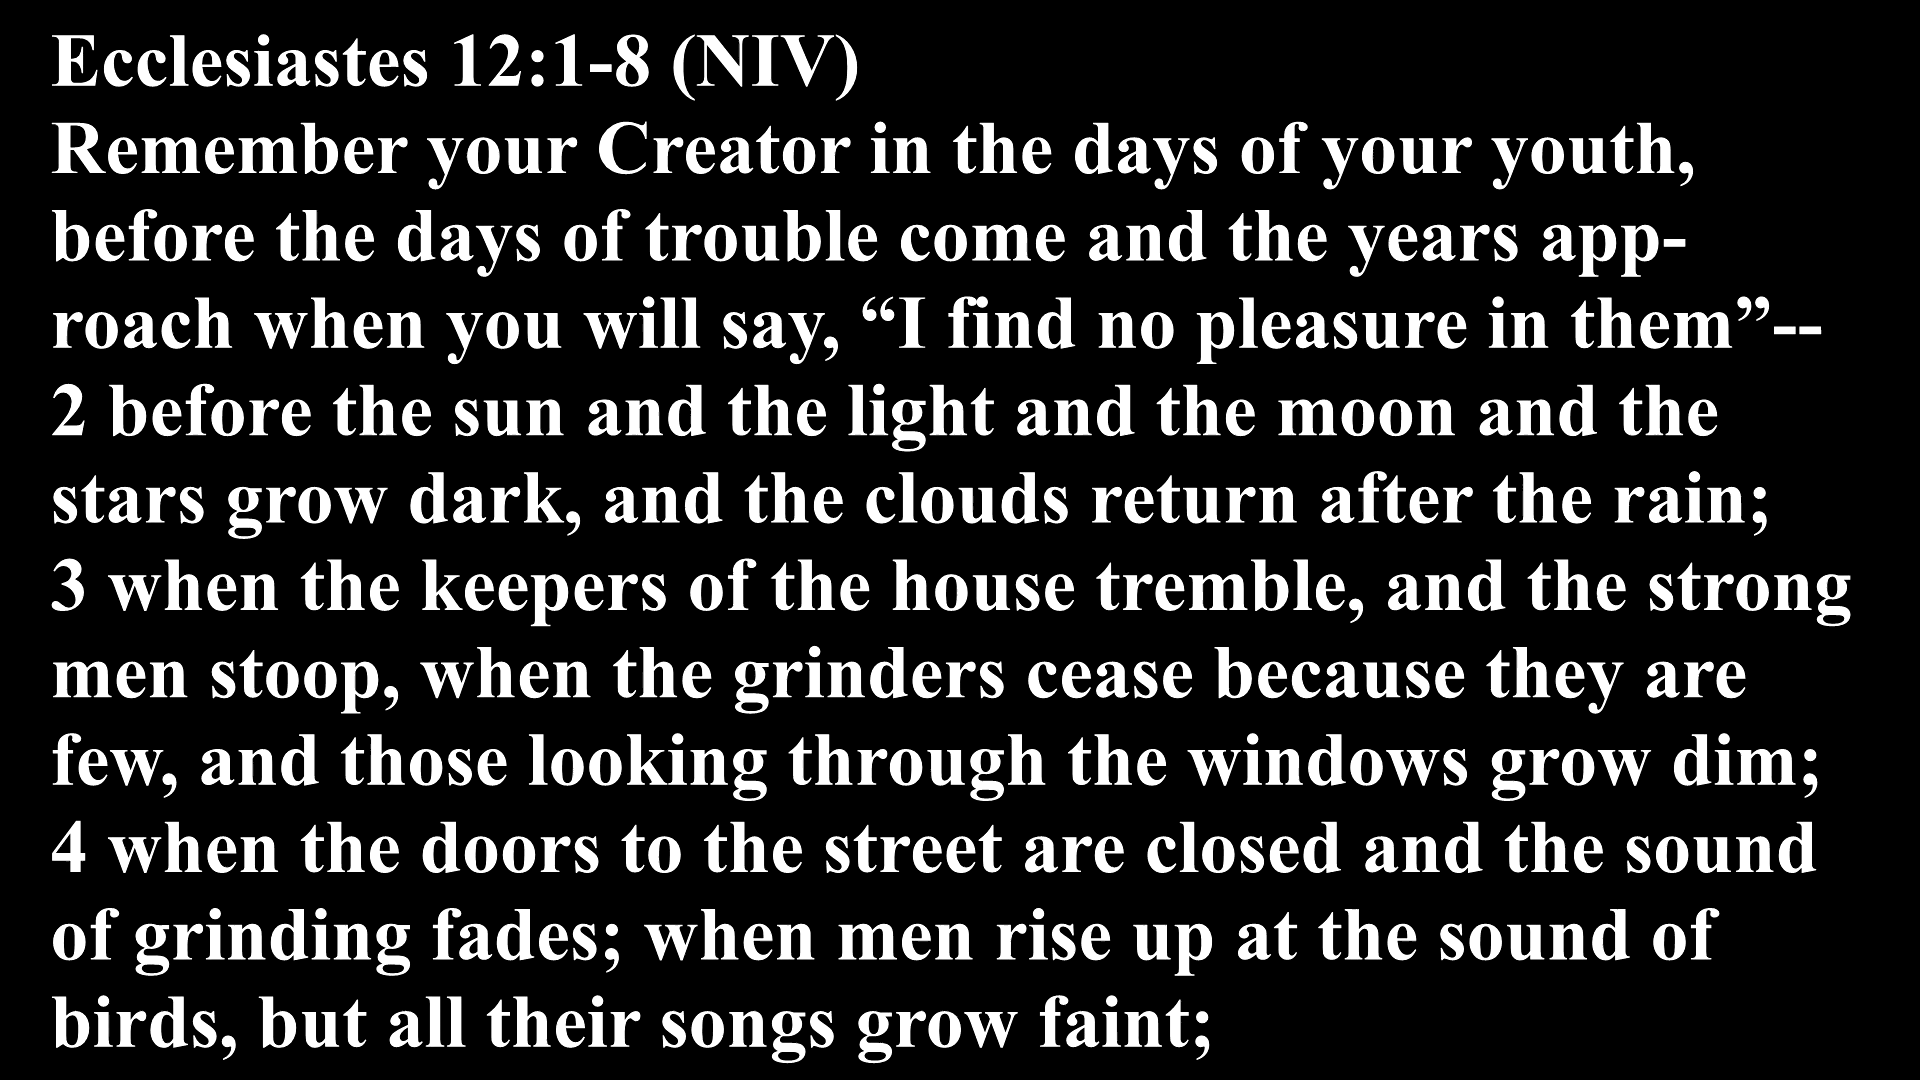 Ecclesiastes 12:1-8 (NIV)
Remember your Creator in the days of your youth,
before the days of trouble come and the years app-
roach when you will say, “I find no pleasure in them”--
2 before the sun and the light and the moon and the
stars grow dark, and the clouds return after the rain;
3 when the keepers of the house tremble, and the strong
men stoop, when the grinders cease because they are
few, and those looking through the windows grow dim;
4 when the doors to the street are closed and the sound
of grinding fades; when men rise up at the sound of
birds, but all their songs grow faint;